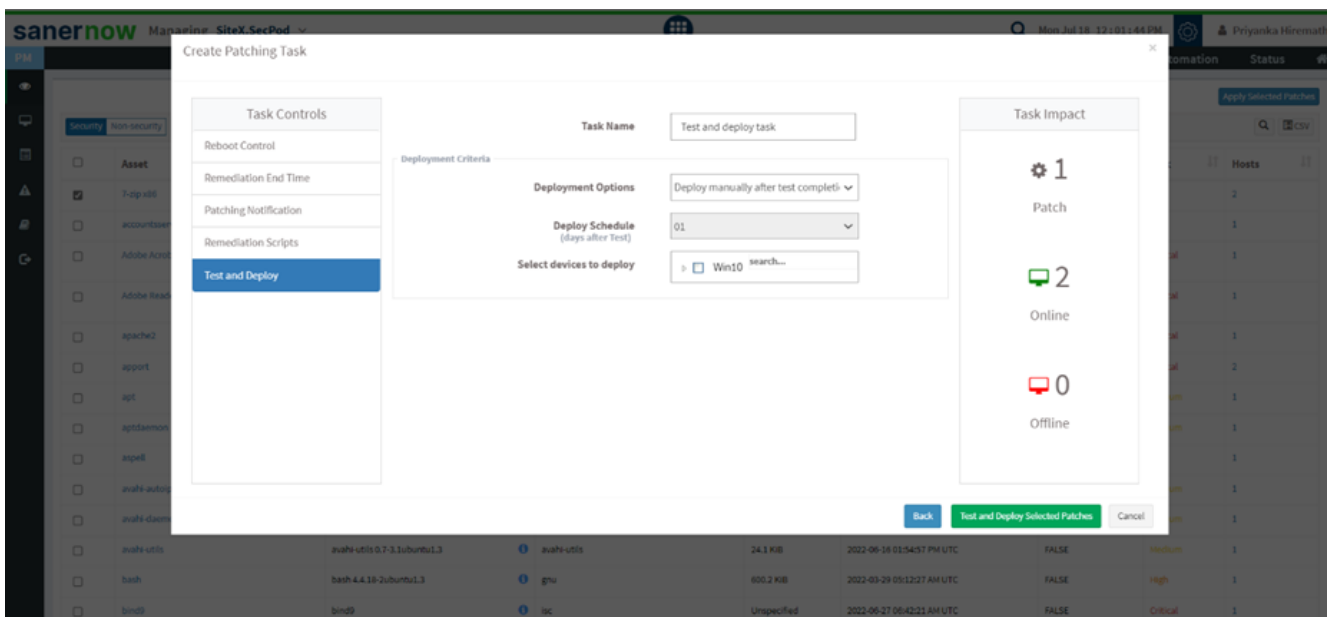 sanernow Managing SiteX.SecPod
Mon Jul 18 12:01:44 PM
Priyanka Hiremath
PM
Create Patching Task
×
Status
Apply Selected Patches
Security Non-security
CSV
Asset
Hosts
Task Controls
Reboot Control
Remediation End Time
Patching Notification
Remediation Scripts
Test and Deploy
Task Name
Test and deploy task
Deployment Criteria
Deployment Options
Deploy manually after test completi
Deploy Schedule
(days after Test)
01
Select devices to deploy
Win10 search...
Task Impact
1
Patch
2
Online
0
Offline
7-zip x86
2
1
Adobe Acrob
1
Adobe Read
1
apache2
1
apport
2
apt
1
aptdaemon
1
aspell
1
avahi-autoip
1
avahi-daem
1
Back
Test and Deploy Selected Patches
Cancel
avahi-utils avahi-utils 0.7-3.1ubuntu1.3 avahi-utils 24.1 KiB 2022-06-16 01:54:57 PM UTC FALSE Medium 1
bash bash 4.4.18-2ubuntu1.3 gnu 600.2 KiB 2022-03-29 05:12:27 AM UTC FALSE High 1
bind9 bind9 isc Unspecified 2022-06-27 06:42:21 AM UTC FALSE Critical 1